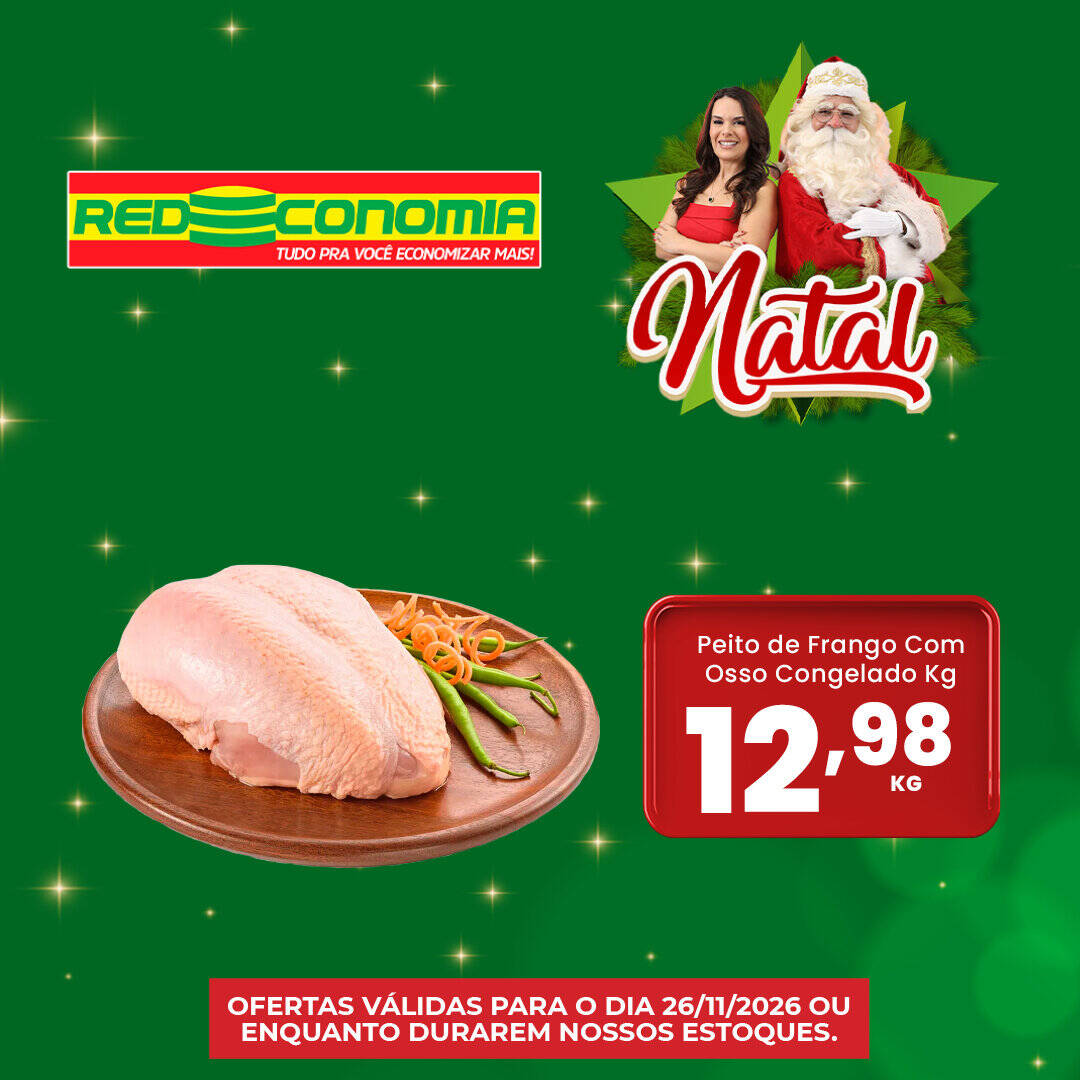 REDECONOMIA
TUDO PRA VOCÊ ECONOMIZAR MAIS!
Natal
Peito de Frango Com
Osso Congelado Kg
12,98
KG
OFERTAS VÁLIDAS PARA O DIA 26/11/2026 OU
ENQUANTO DURAREM NOSSOS ESTOQUES.